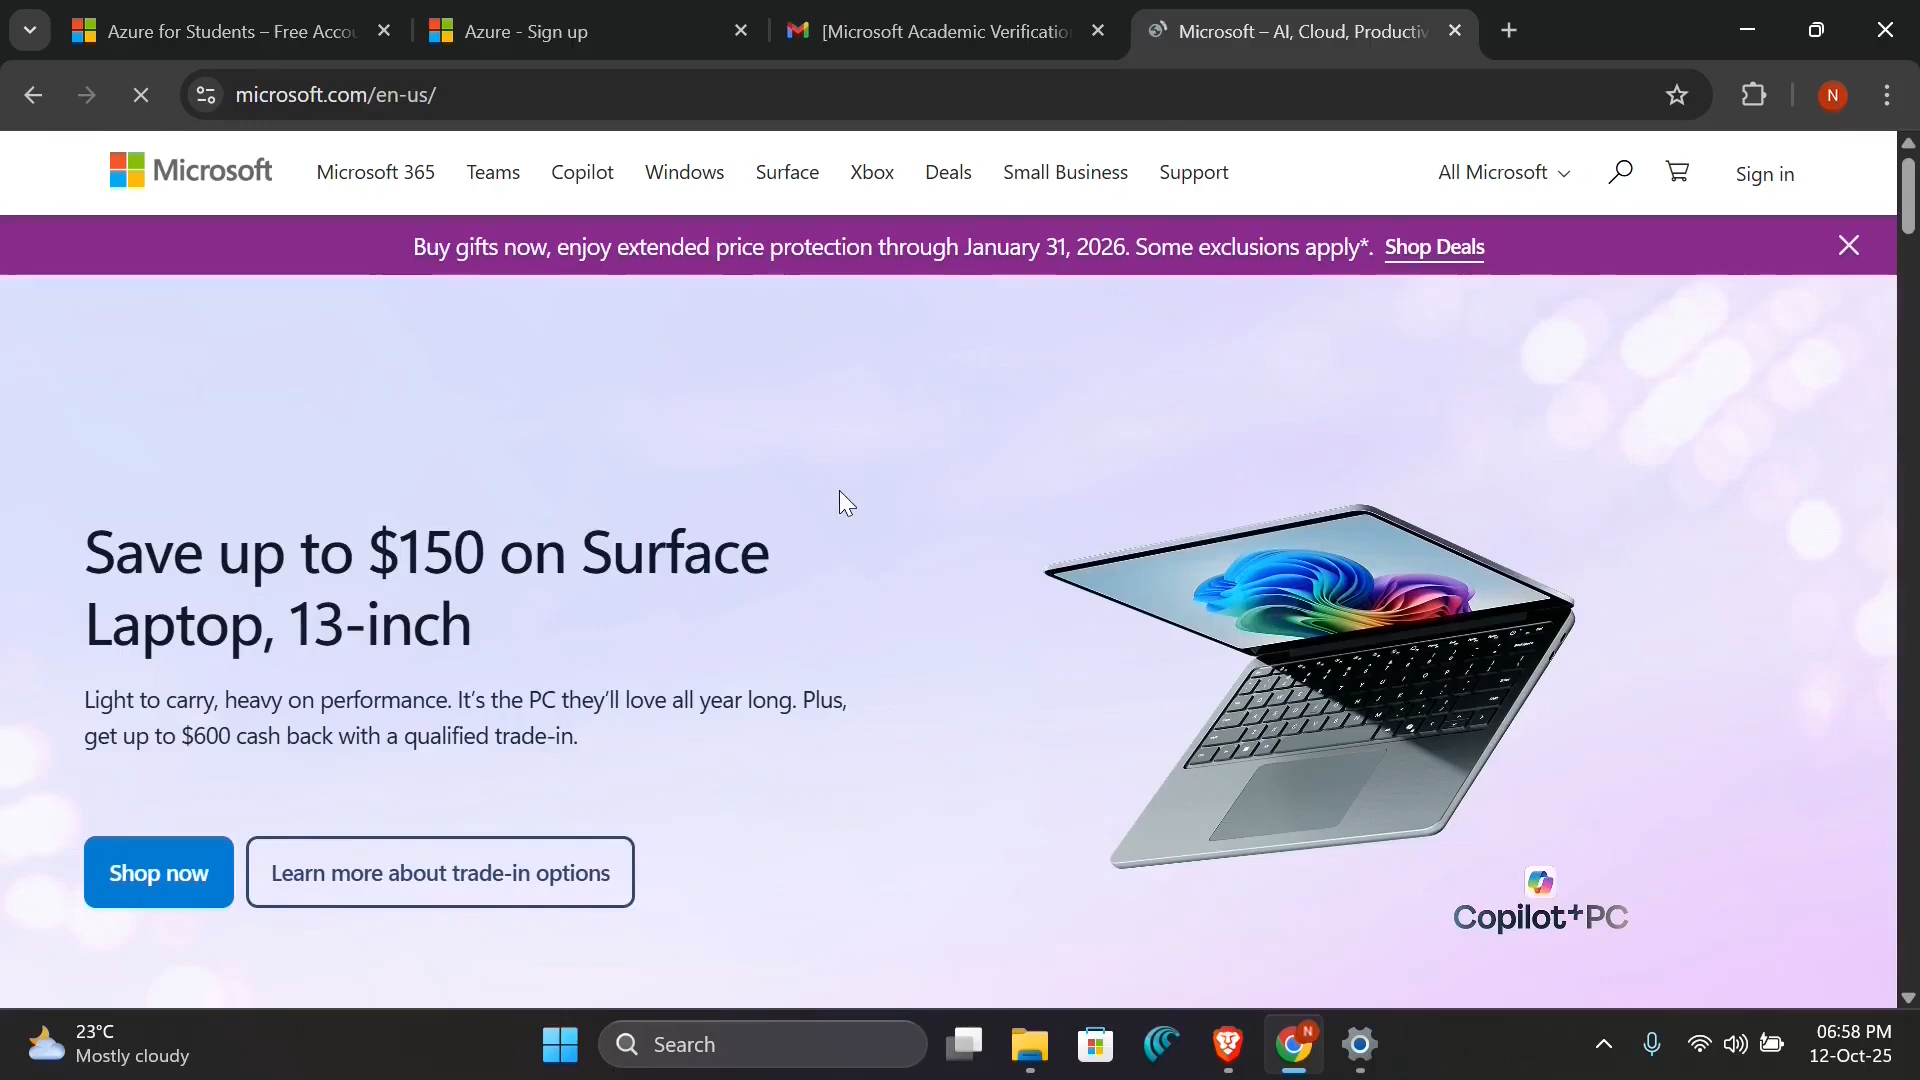 Azure for Students – Free Accou
Azure - Sign up
[Microsoft Academic Verificatio
Microsoft – AI, Cloud, Productiv
microsoft.com/en-us/
N
Microsoft
Microsoft 365
Teams
Copilot
Windows
Surface
Xbox
Deals
Small Business
Support
All Microsoft
Sign in
Buy gifts now, enjoy extended price protection through January 31, 2026. Some exclusions apply*. Shop Deals
Save up to $150 on Surface
Laptop, 13-inch
Light to carry, heavy on performance. It's the PC they'll love all year long. Plus,
get up to $600 cash back with a qualified trade-in.
Shop now
Learn more about trade-in options
Copilot+PC
23°C
Mostly cloudy
Search
N
06:58 PM
12-Oct-25